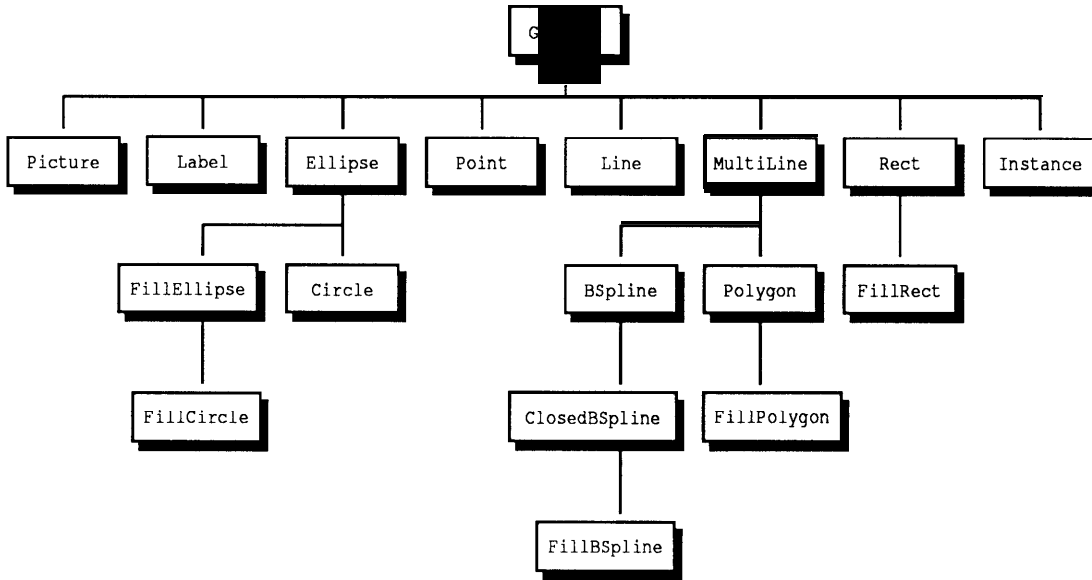 Picture
Label
Ellipse
Point
Line
MultiLine
Rect
Instance
FillEllipse
Circle
BSpline
Polygon
FillRect
FillCircle
ClosedBSpline
FillPolygon
FillBSpline